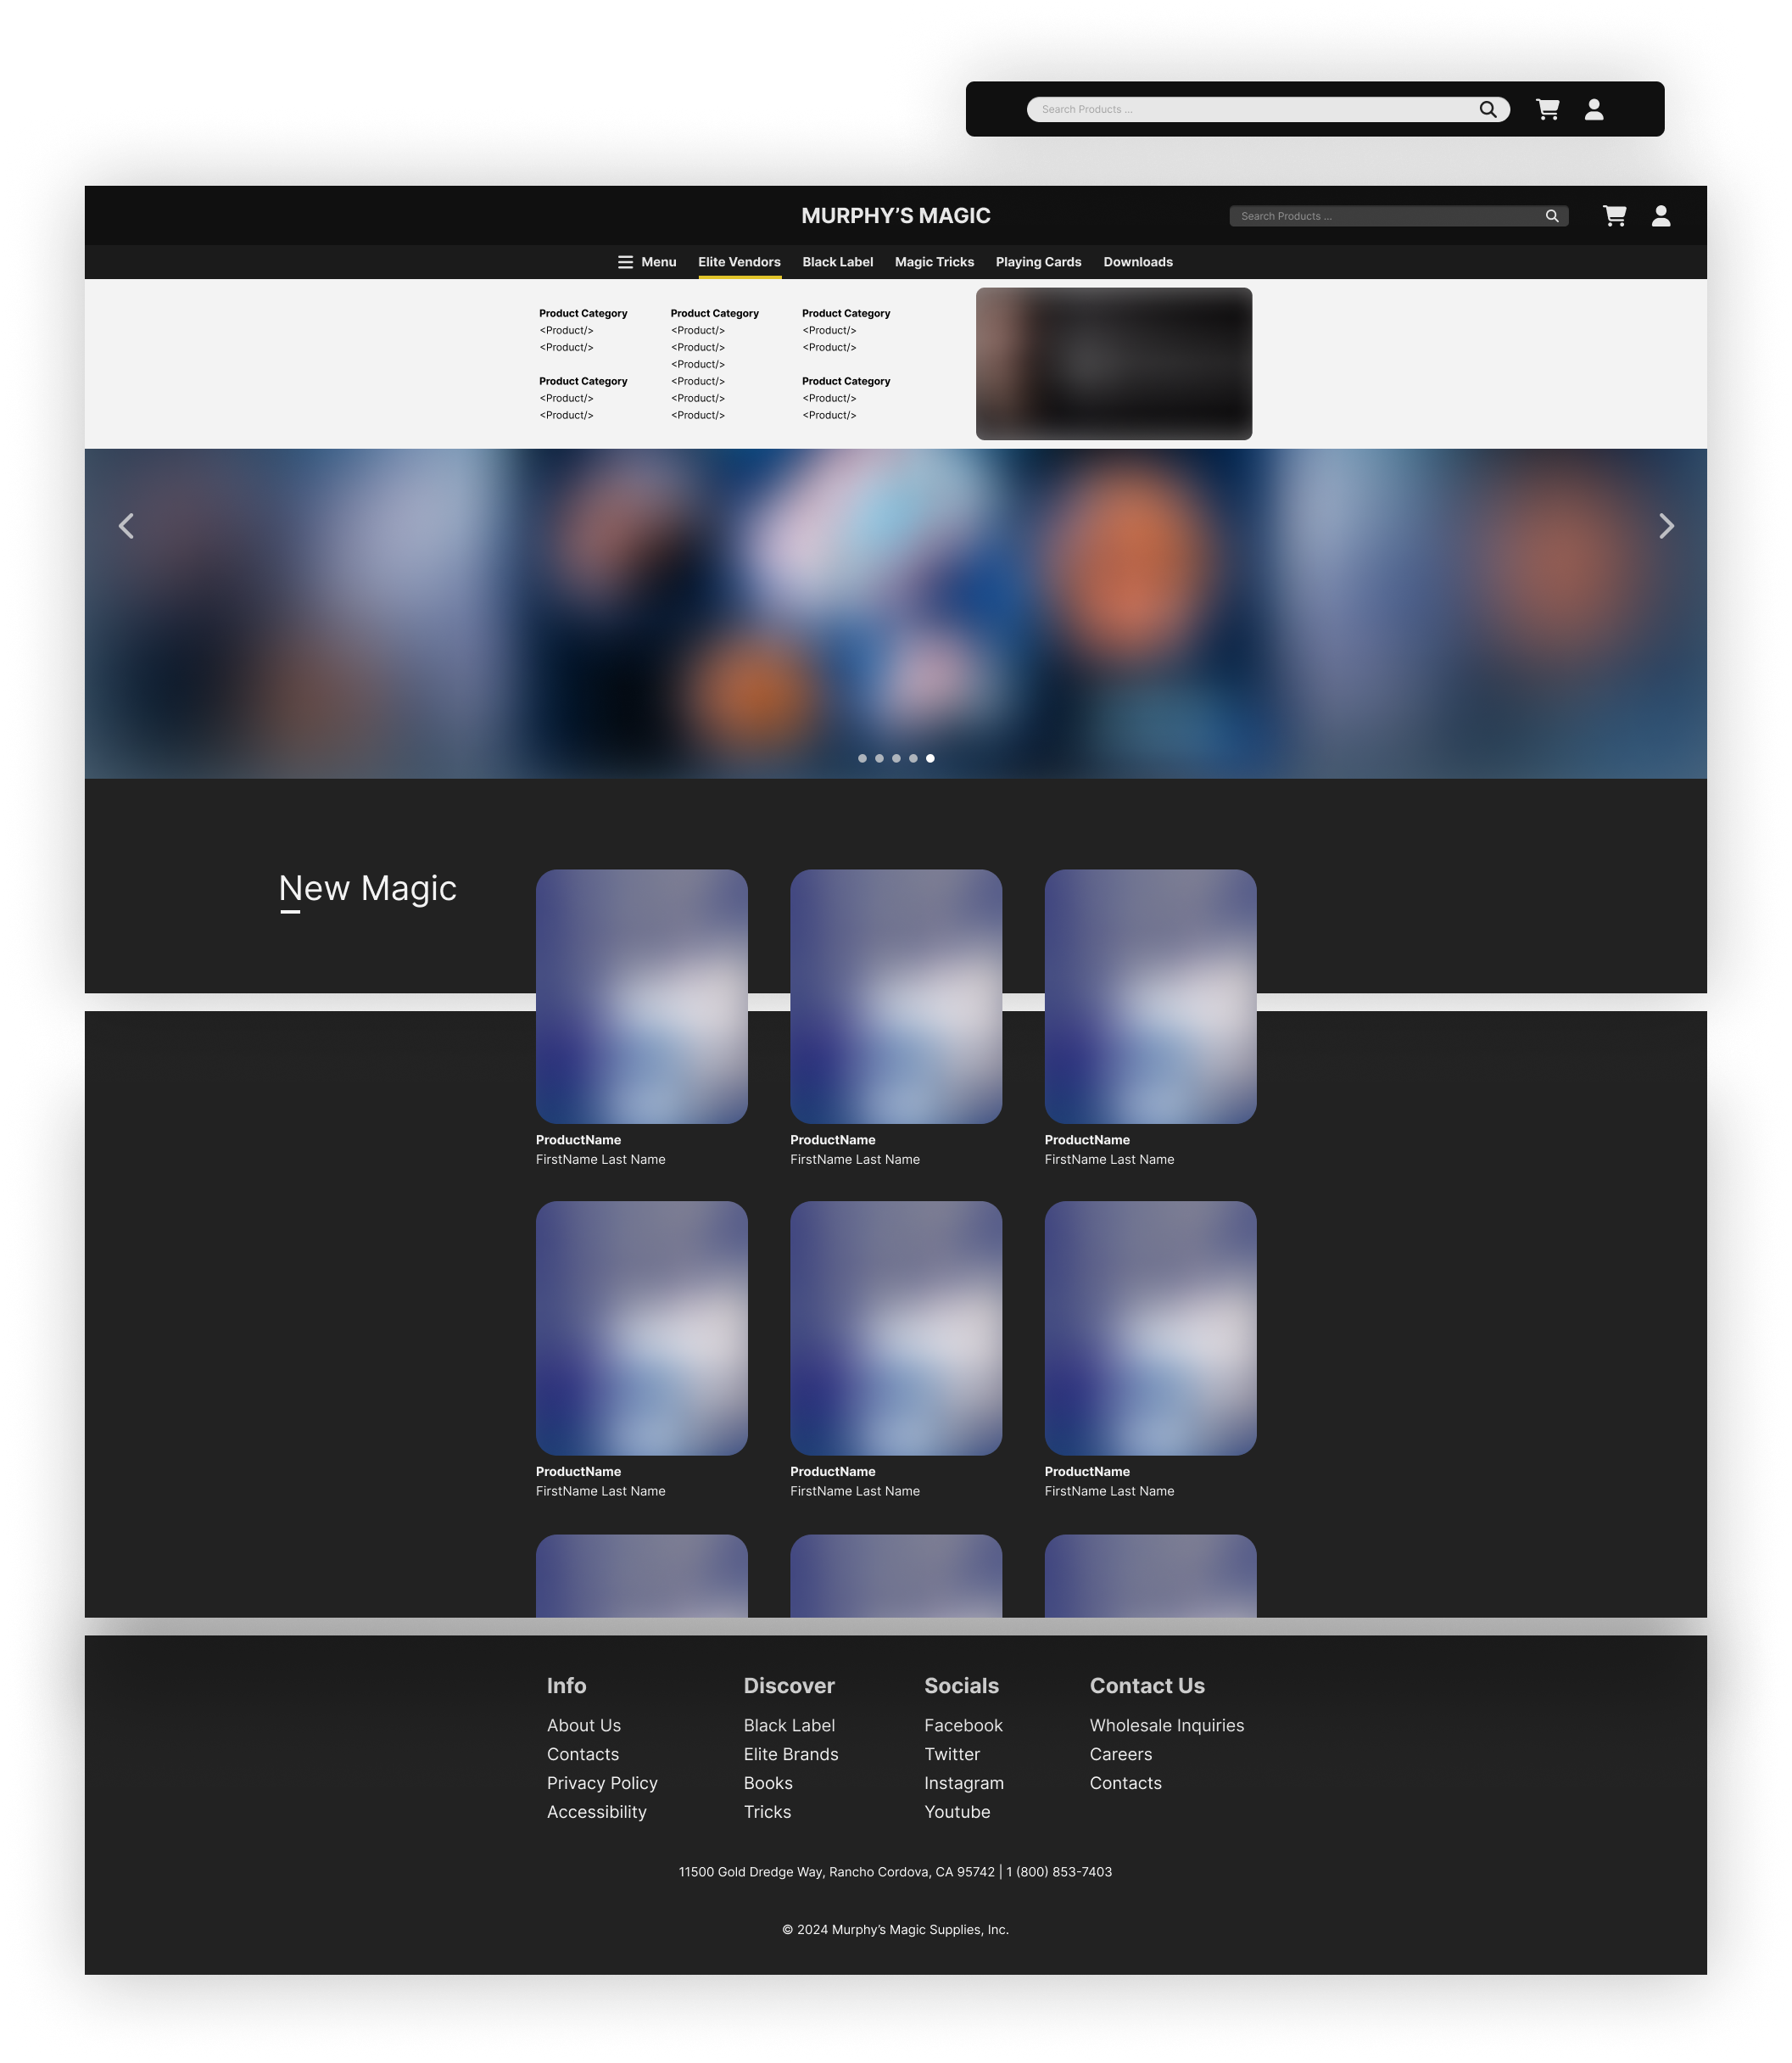 Search Products ...
MURPHY’S MAGIC
Search Products ...
Menu Elite Vendors Black Label Magic Tricks Playing Cards Downloads
Product Category
<Product/>
<Product/>
Product Category
<Product/>
<Product/>
Product Category
<Product/>
<Product/>
<Product/>
<Product/>
<Product/>
<Product/>
Product Category
<Product/>
<Product/>
Product Category
<Product/>
<Product/>
New Magic
ProductName
FirstName Last Name
ProductName
FirstName Last Name
ProductName
FirstName Last Name
ProductName
FirstName Last Name
ProductName
FirstName Last Name
ProductName
FirstName Last Name
Info
About Us
Contacts
Privacy Policy
Accessibility
Discover
Black Label
Elite Brands
Books
Tricks
Socials
Facebook
Twitter
Instagram
Youtube
Contact Us
Wholesale Inquiries
Careers
Contacts
11500 Gold Dredge Way, Rancho Cordova, CA 95742 | 1 (800) 853-7403
© 2024 Murphy’s Magic Supplies, Inc.